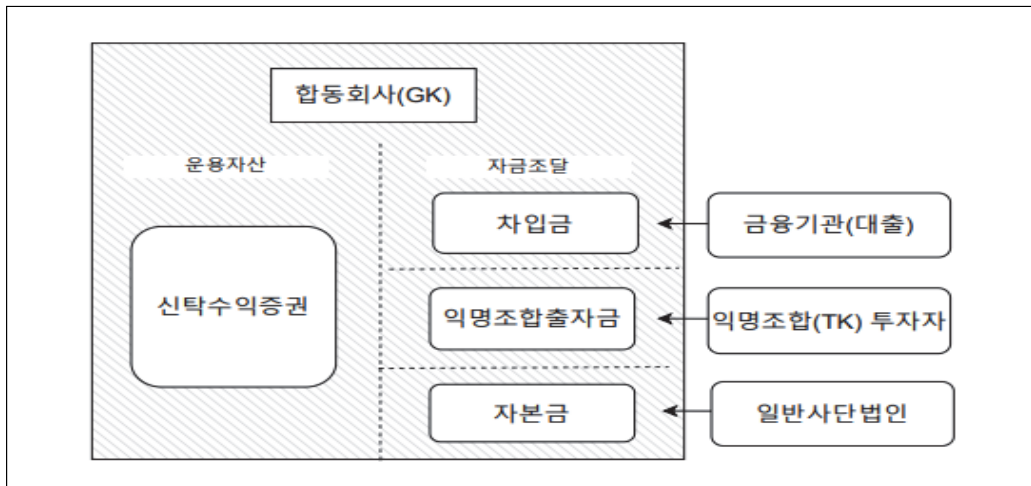 합동회사(GK)
운용자산
자금조달
신탁수익증권
차입금
금융기관(대출)
익명조합출자금
익명조합(TK) 투자자
자본금
일반사단법인